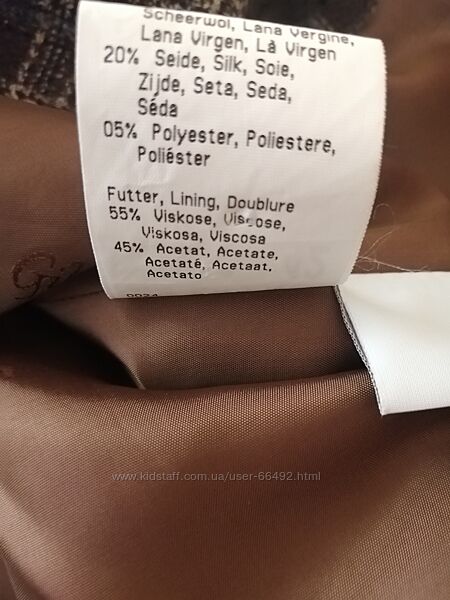 Scheerwol, Lana Vergine,
Lana Virgen, Lã Virgen
20% Seide, Silk, Soie,
Zijde, Seta, Seda,
Séda
05% Polyester, Poliestere,
Poliéster
Futter, Lining, Doublure
55% Viskose, Viscose,
Viskosa, Viscosa
45% Acetat, Acetate,
Acetaté, Acetaat,
Acetato
www.kidstaff.com.ua/user-66492.html